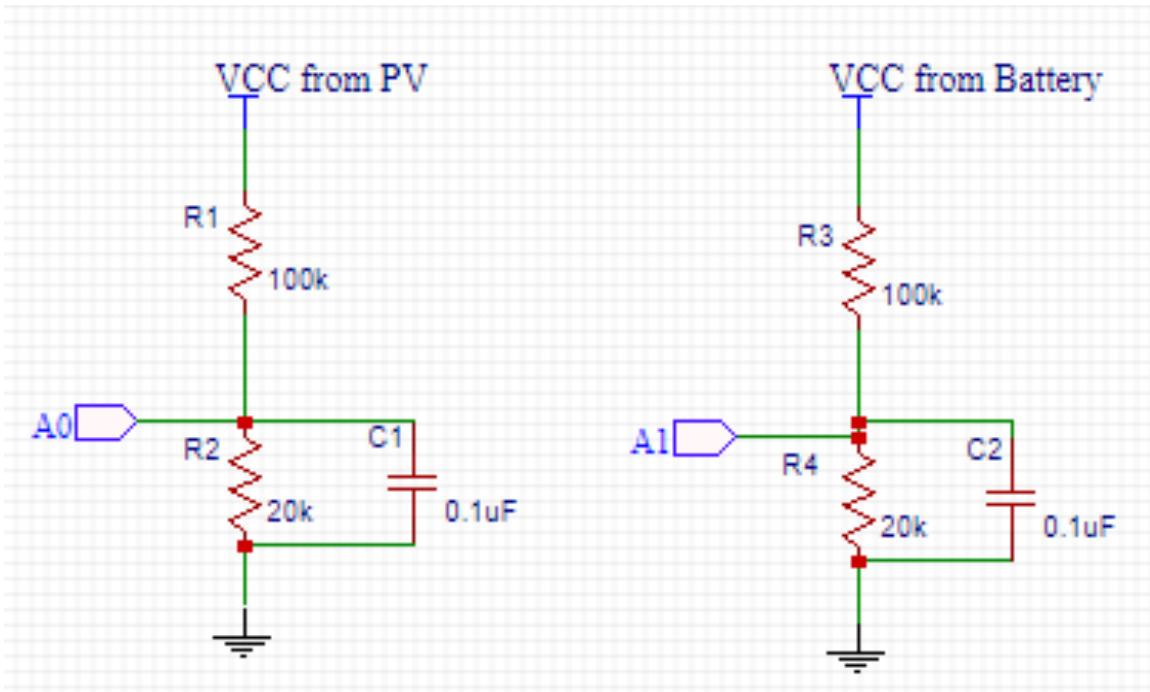 VCC from PV
VCC from Battery
R1
100k
R3
100k
A0
R2
20k
C1
0.1uF
A1
R4
20k
C2
0.1uF